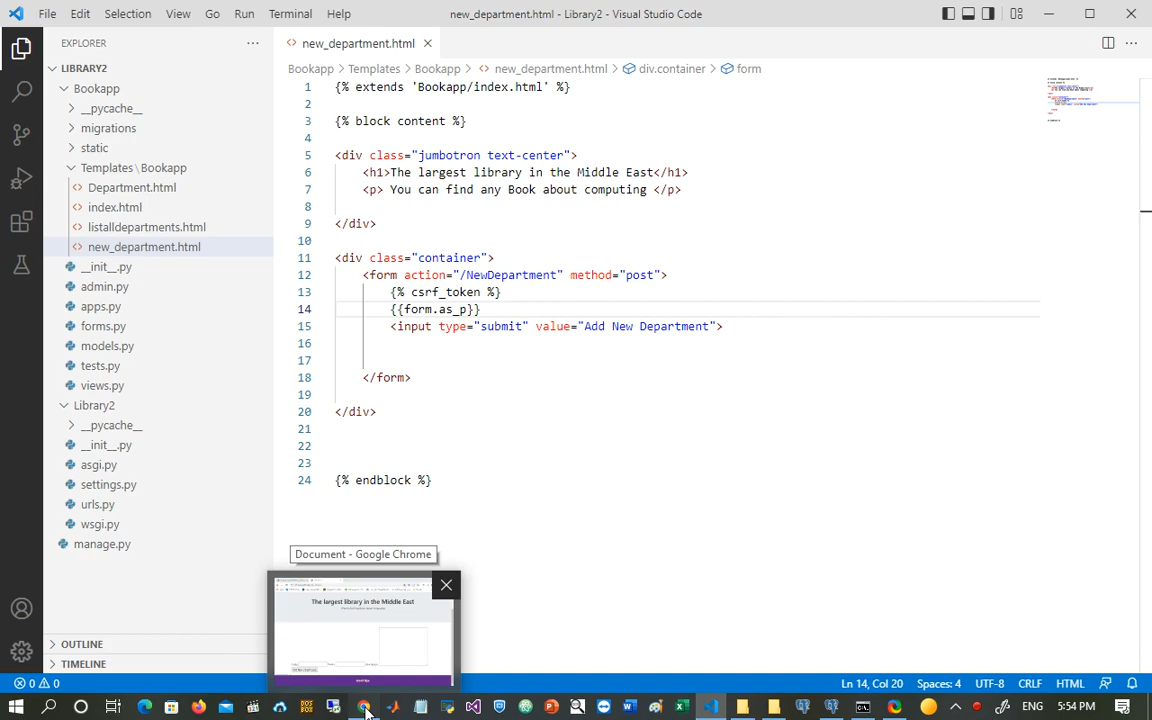 File Edit Selection View Go Run Terminal Help
new_department.html - Library2 - Visual Studio Code
EXPLORER
new_department.html
LIBRARY2
Bookapp
__pycache__
migrations
static
Templates \ Bookapp
Department.html
index.html
listalldepartments.html
new_department.html
__init__.py
admin.py
apps.py
forms.py
models.py
tests.py
views.py
Library2
__pycache__
__init__.py
asgi.py
settings.py
urls.py
wsgi.py
manage.py
OUTLINE
TIMELINE
Bookapp > Templates > Bookapp > new_department.html > div.container > form
1 {% extends 'Bookapp/index.html' %}
2
3 {% block content %}
4
5 <div class="jumbotron text-center">
6 <h1>The largest library in the Middle East</h1>
7 <p> You can find any Book about computing </p>
8
9 </div>
10
11 <div class="container">
12 <form action="/NewDepartment" method="post">
13 {% csrf_token %}
14 {{form.as_p}}
15 <input type="submit" value="Add New Department">
16
17
18 </form>
19
20 </div>
21
22
23
24 {% endblock %}
Document - Google Chrome
The largest library in the Middle East
0 0
Ln 14, Col 20 Spaces: 4 UTF-8 CRLF HTML
ENG 5:54 PM